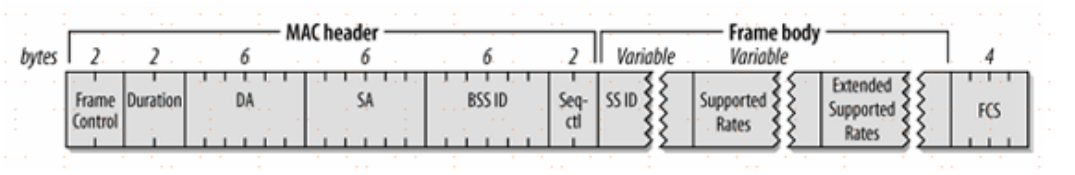 MAC header
Frame body
bytes 2 2 6 6 6 2 Variable Variable 4
Frame Control
Duration
DA
SA
BSS ID
Seq-ctl
SS ID
Supported Rates
Extended Supported Rates
FCS